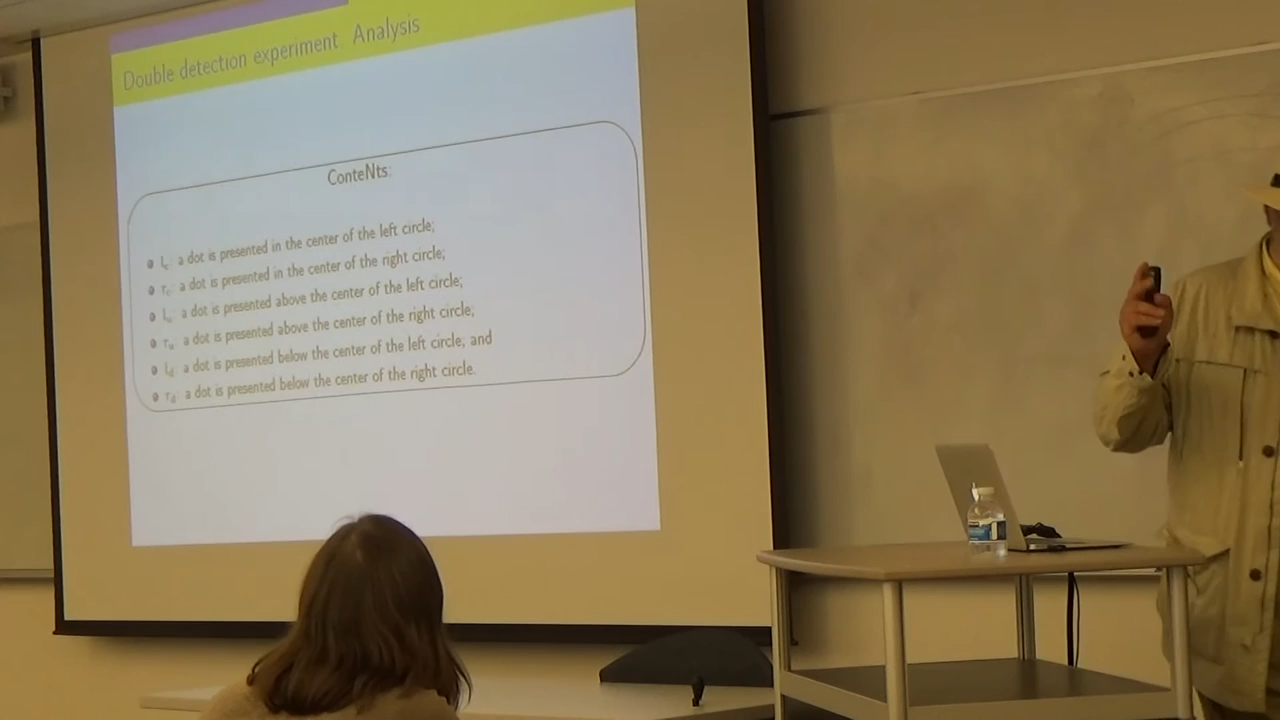 Double detection experiment. Analysis
ConteNts:
l_c: a dot is presented in the center of the left circle;
r_c: a dot is presented in the center of the right circle;
l_u: a dot is presented above the center of the left circle;
r_u: a dot is presented above the center of the right circle;
l_d: a dot is presented below the center of the left circle, and
r_d: a dot is presented below the center of the right circle.